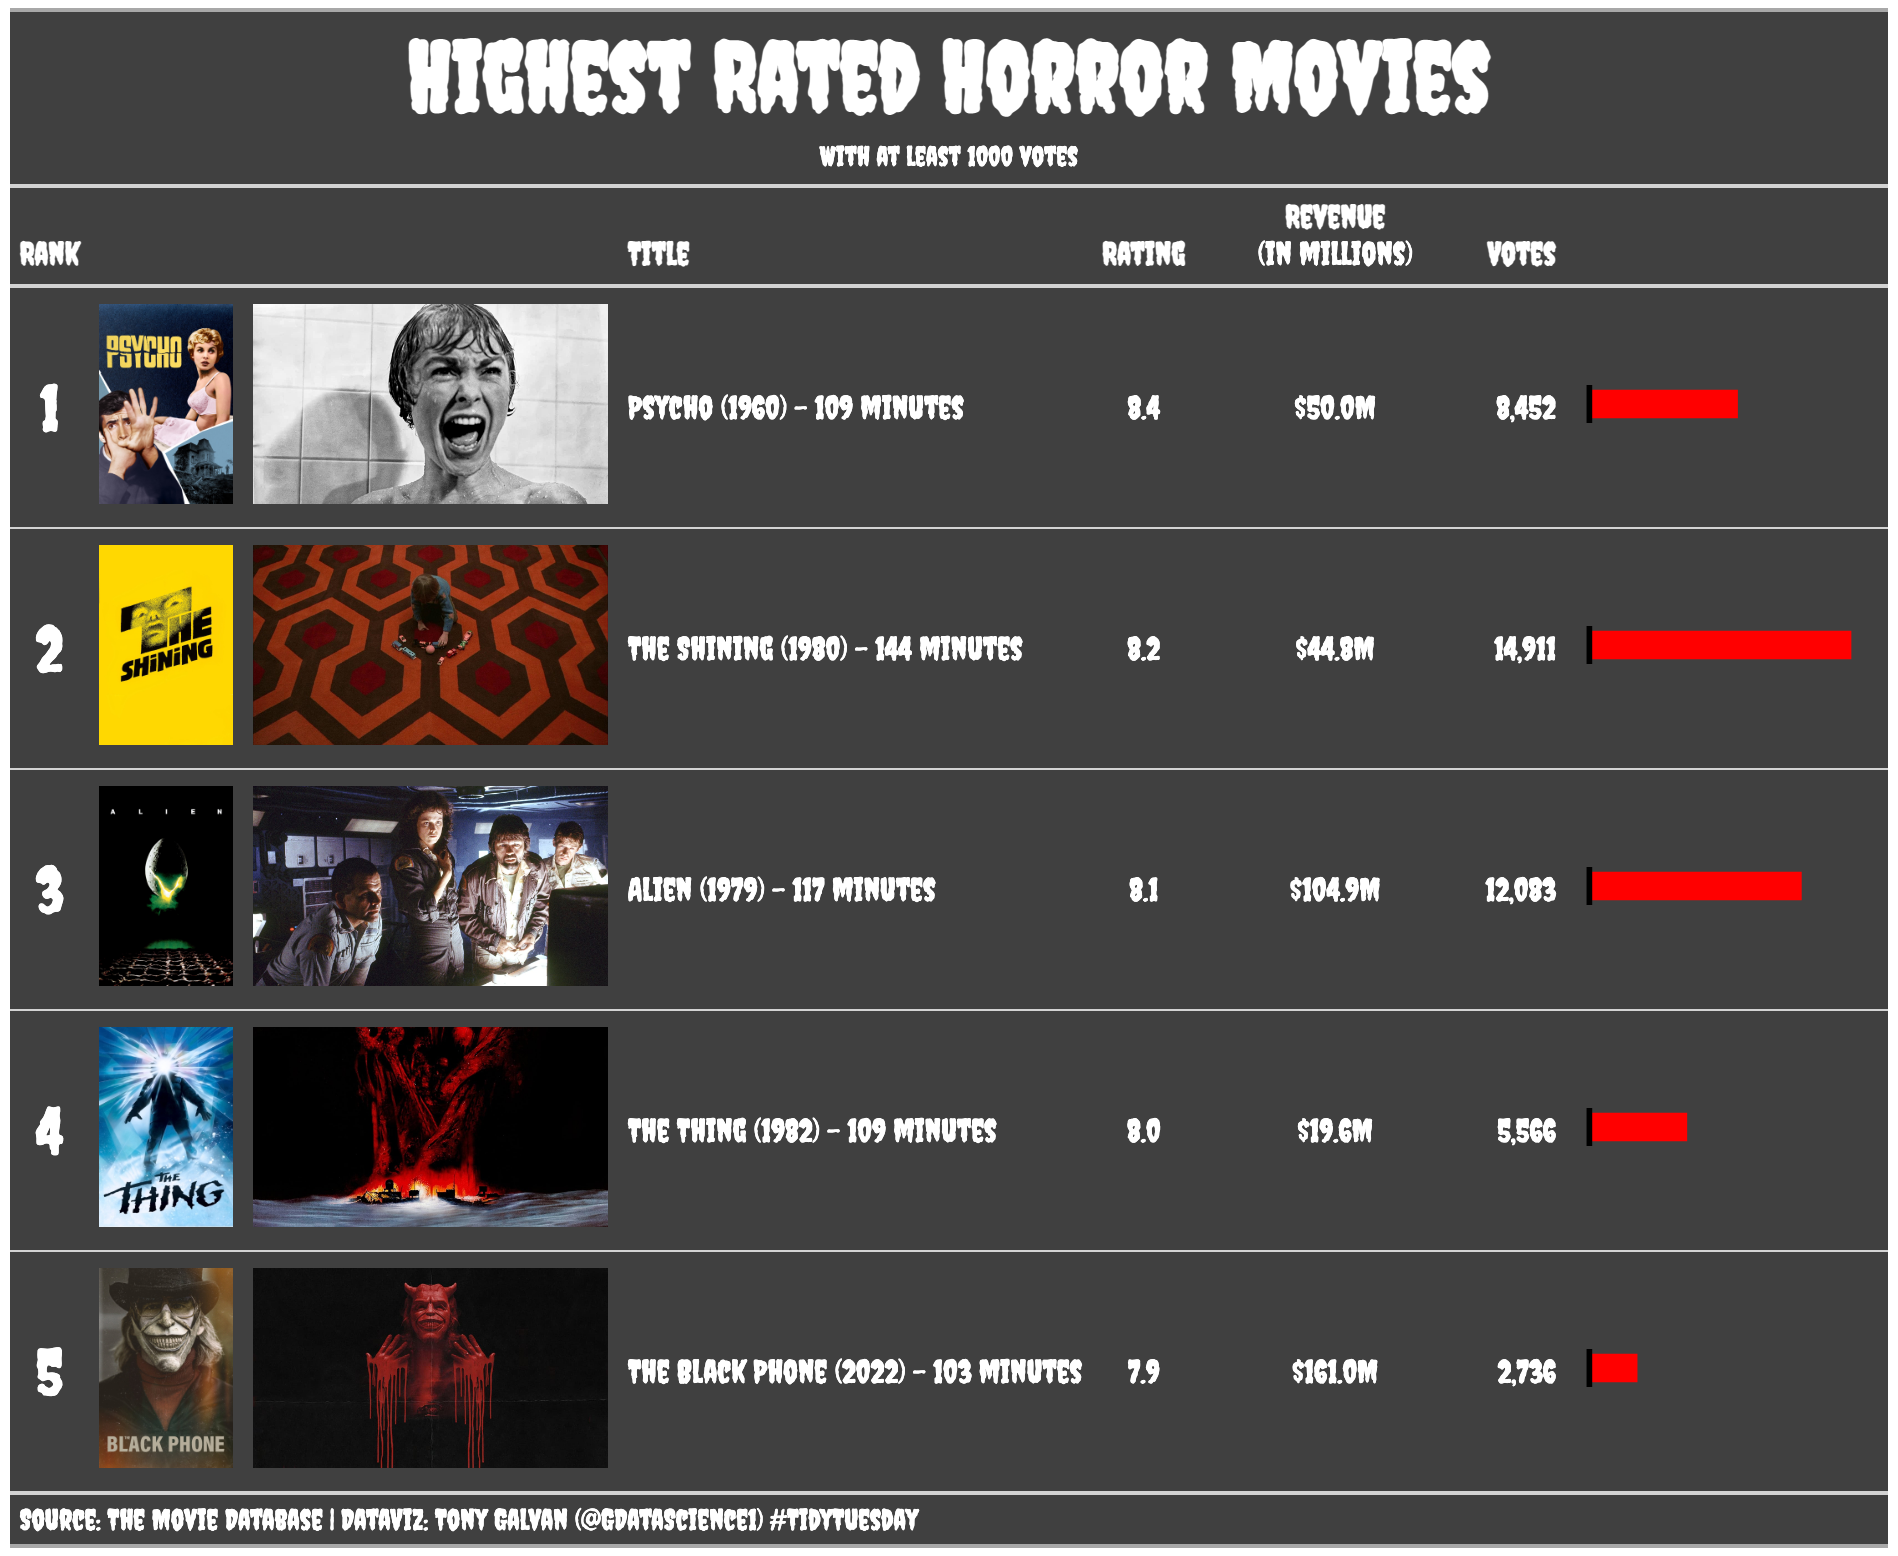 HIGHEST RATED HORROR MOVIES
WITH AT LEAST 1000 VOTES
RANK TITLE RATING REVENUE (IN MILLIONS) VOTES
PSYCHO
1 PSYCHO (1960) - 109 MINUTES 8.4 $50.0M 8,452
THE
SHINING
2 THE SHINING (1980) - 144 MINUTES 8.2 $44.8M 14,911
ALIEN
3 ALIEN (1979) - 117 MINUTES 8.1 $104.9M 12,083
THE
THING
4 THE THING (1982) - 109 MINUTES 8.0 $19.6M 5,566
BLACK PHONE
5 THE BLACK PHONE (2022) - 103 MINUTES 7.9 $161.0M 2,736
SOURCE: THE MOVIE DATABASE | DATAVIZ: TONY GALVAN (@GDATASCIENCE1) #TIDYTUESDAY